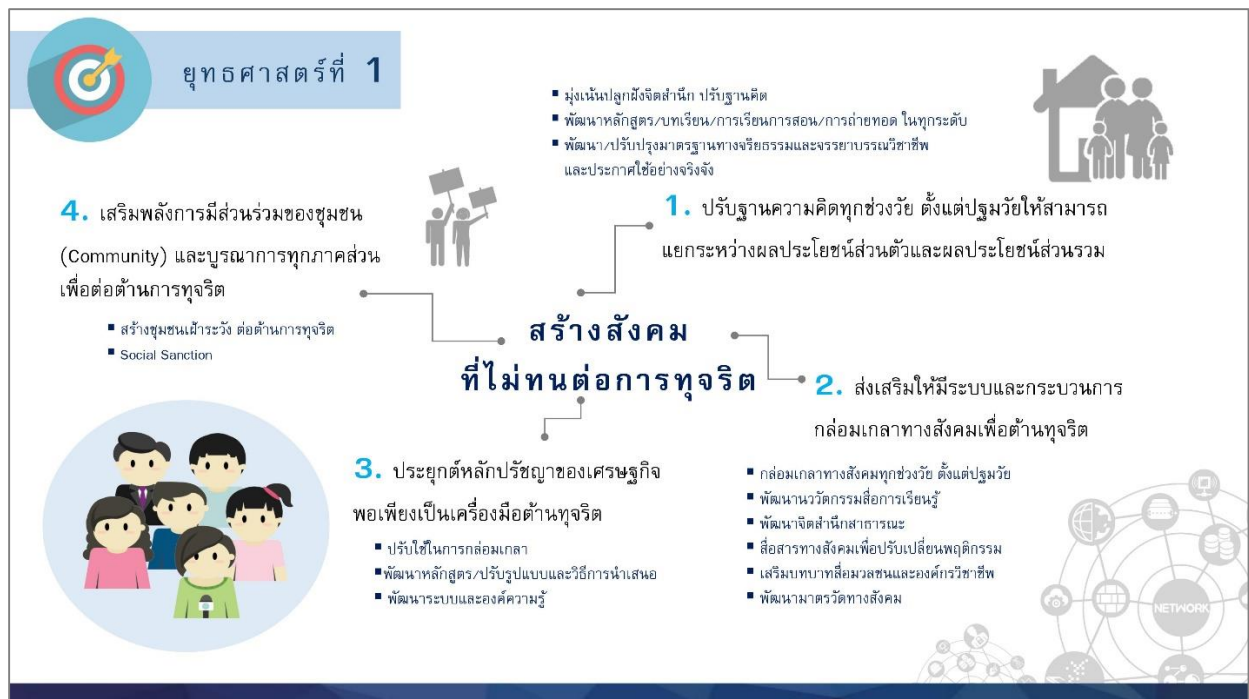 ยุทธศาสตร์ที่ 1
▪ มุ่งเน้นปลูกฝังจิตสำนึก ปรับฐานคิด
▪ พัฒนาหลักสูตร/บทเรียน/การเรียนการสอน/การถ่ายทอด ในทุกระดับ
▪ พัฒนา/ปรับปรุงมาตรฐานทางจริยธรรมและจรรยาบรรณวิชาชีพ
และประกาศใช้อย่างจริงจัง
1. ปรับฐานความคิดทุกช่วงวัย ตั้งแต่ปฐมวัยให้สามารถ
แยกระหว่างผลประโยชน์ส่วนตัวและผลประโยชน์ส่วนรวม
4. เสริมพลังการมีส่วนร่วมของชุมชน
(Community) และบูรณาการทุกภาคส่วน
เพื่อต่อต้านการทุจริต
▪ สร้างชุมชนเฝ้าระวัง ต่อต้านการทุจริต
▪ Social Sanction
สร้างสังคม
ที่ไม่ทนต่อการทุจริต
2. ส่งเสริมให้มีระบบและกระบวนการ
กล่อมเกลาทางสังคมเพื่อต้านทุจริต
▪ กล่อมเกลาทางสังคมทุกช่วงวัย ตั้งแต่ปฐมวัย
▪ พัฒนานวัตกรรมสื่อการเรียนรู้
▪ พัฒนาจิตสำนึกสาธารณะ
▪ สื่อสารทางสังคมเพื่อปรับเปลี่ยนพฤติกรรม
▪ เสริมบทบาทสื่อมวลชนและองค์กรวิชาชีพ
▪ พัฒนามาตรวัดทางสังคม
3. ประยุกต์หลักปรัชญาของเศรษฐกิจ
พอเพียงเป็นเครื่องมือต้านทุจริต
▪ ปรับใช้ในการกล่อมเกลา
▪พัฒนาหลักสูตร/ปรับรูปแบบและวิธีการนำเสนอ
▪ พัฒนาระบบและองค์ความรู้
NETWORK